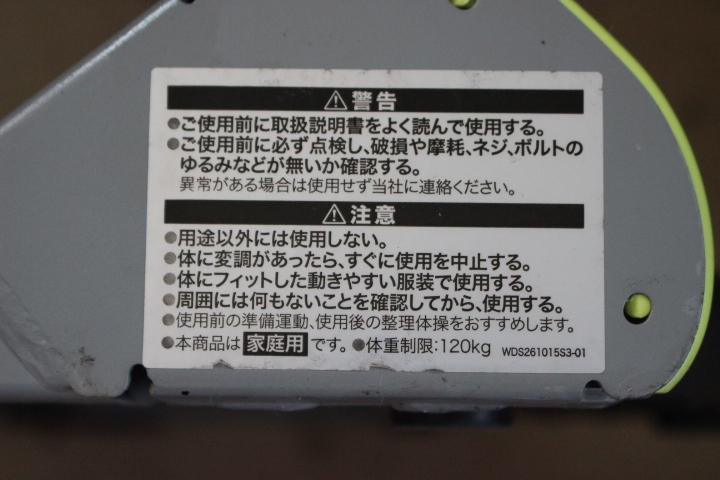 ⚠警告
●ご使用前に取扱説明書をよく読んで使用する。
●ご使用前に必ず点検し、破損や摩耗、ネジ、ボルトの
ゆるみなどが無いか確認する。
異常がある場合は使用せず当社に連絡ください。
⚠注意
●用途以外には使用しない。
●体に変調があったら、すぐに使用を中止する。
●体にフィットした動きやすい服装で使用する。
●周囲には何もないことを確認してから、使用する。
●使用前の準備運動、使用後の整理体操をおすすめします。
●本商品は 家庭用 です。 ●体重制限:120kg WDS261015S3-01